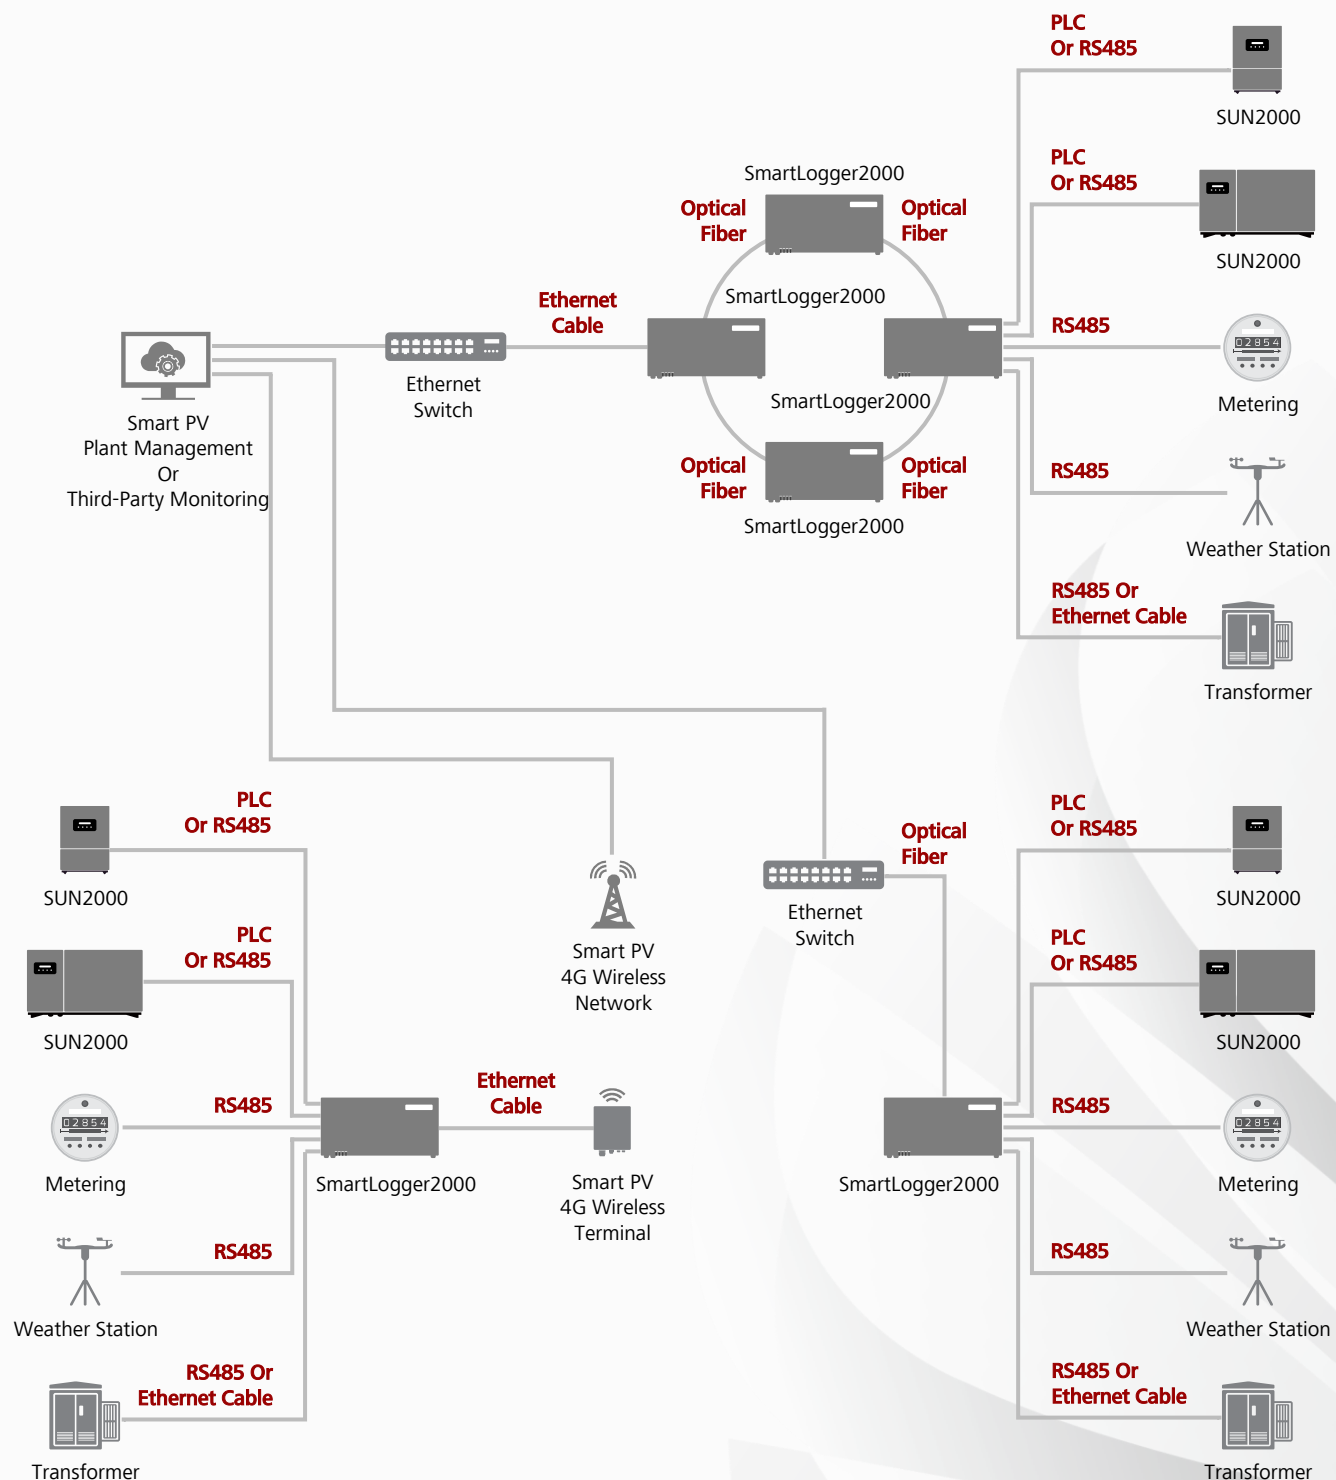 PLC
Or RS485
SUN2000
PLC
Or RS485
SUN2000
SmartLogger2000
Optical
Fiber
Optical
Fiber
SmartLogger2000
Ethernet
Cable
RS485
02854
Metering
Ethernet
Switch
SmartLogger2000
Smart PV
Plant Management
Or
Third-Party Monitoring
Optical
Fiber
Optical
Fiber
SmartLogger2000
RS485
Weather Station
RS485 Or
Ethernet Cable
Transformer
PLC
Or RS485
SUN2000
PLC
Or RS485
SUN2000
Smart PV
4G Wireless
Network
Optical
Fiber
Ethernet
Switch
PLC
Or RS485
SUN2000
PLC
Or RS485
SUN2000
RS485
02854
Metering
SmartLogger2000
Ethernet
Cable
Smart PV
4G Wireless
Terminal
SmartLogger2000
RS485
02854
Metering
RS485
Weather Station
RS485
Weather Station
RS485 Or
Ethernet Cable
Transformer
RS485 Or
Ethernet Cable
Transformer